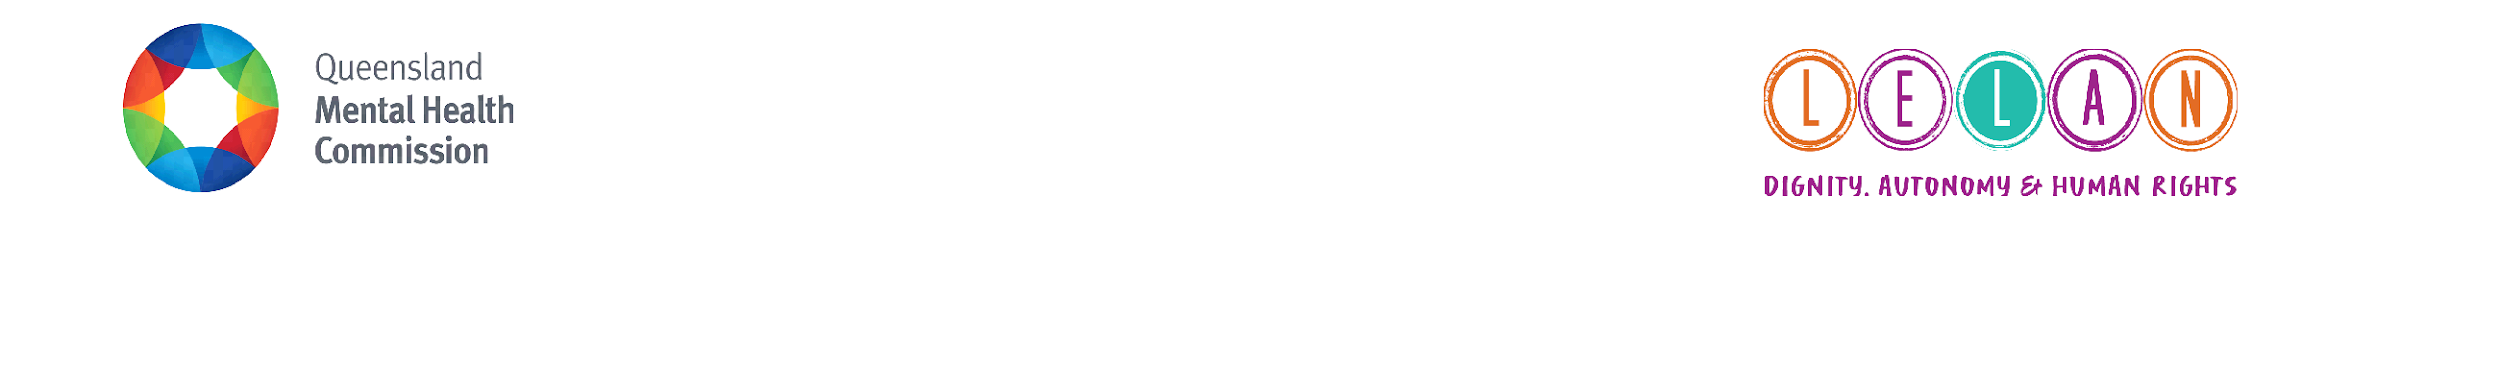 Queensland
Mental Health
Commission
LELAN
DIGNITY. AUTONOMY & HUMAN RIGHTS